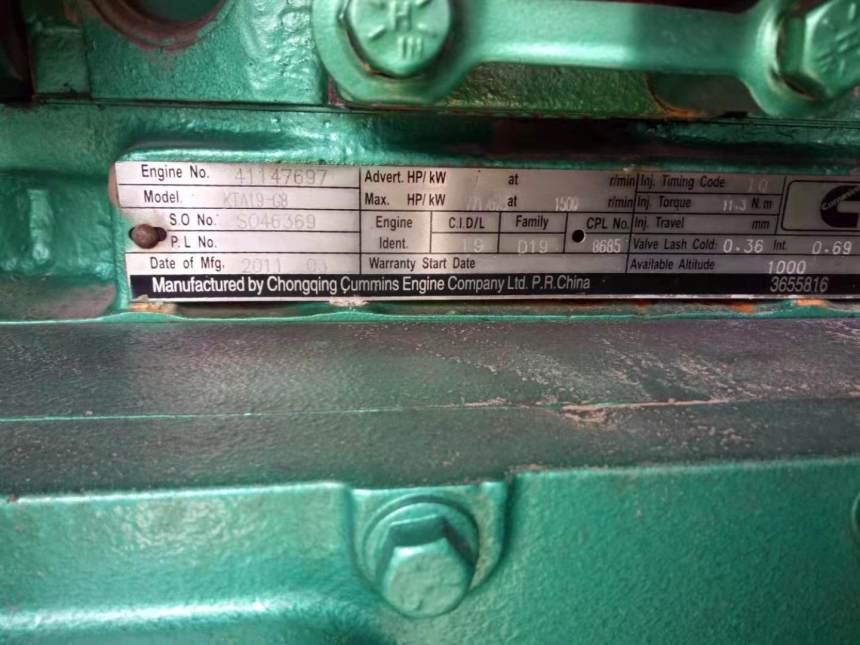 Engine No. 41147697 Advert. HP/kW at r/min Inj. Timing Code
Model. KTA19-G8 Max. HP/kW at 1500 r/min Inj. Torque N.m
S.O No. SO46369 Engine C.I.D/L Family CPL No. Inj. Travel mm
P.L No. Ident. 19 D19 8685 Valve Lash Cold: 0.36 Int. 0.69
Date of Mfg. 2011 03 Warranty Start Date Available Altitude 1000
Manufactured by Chongqing Cummins Engine Company Ltd. P.R.China 3655816